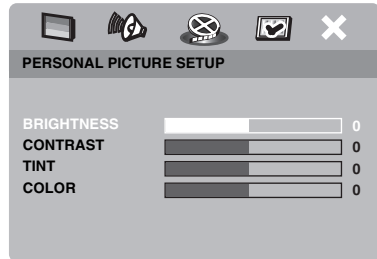 PERSONAL PICTURE SETUP
BRIGHTNESS 0
CONTRAST 0
TINT 0
COLOR 0